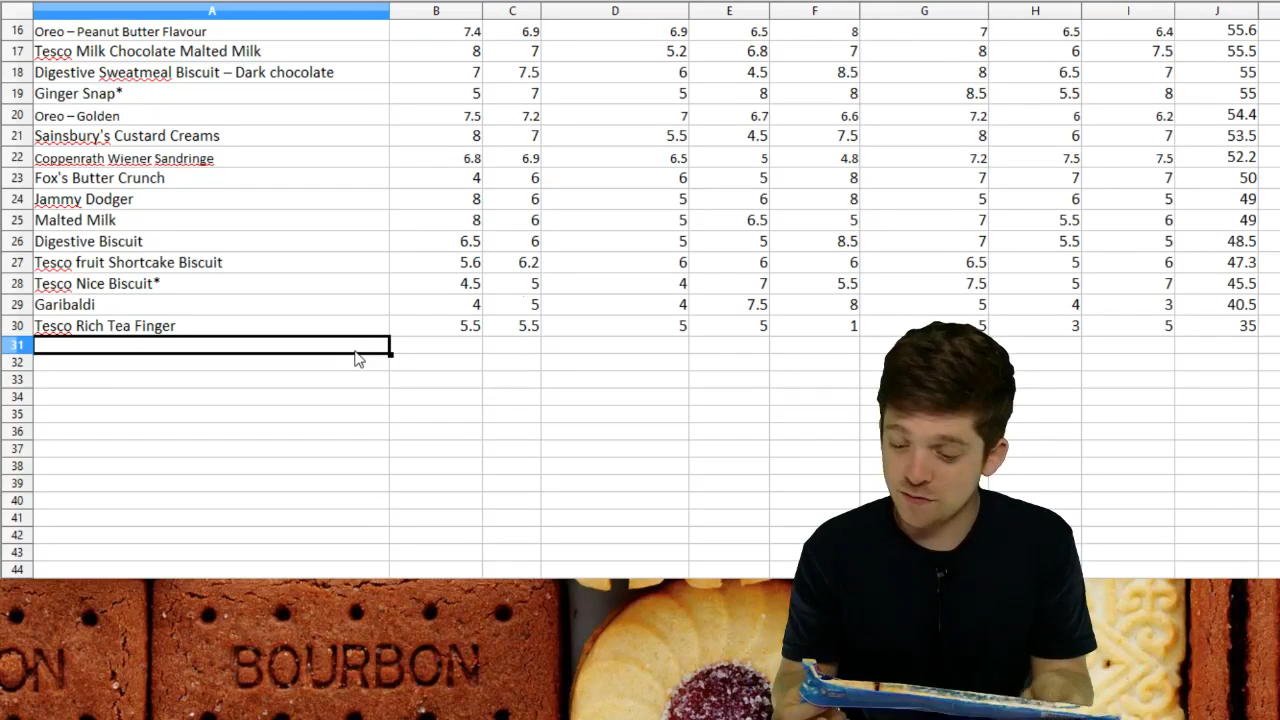 A B C D E F G H I J
16 Oreo – Peanut Butter Flavour 7.4 6.9 6.9 6.5 8 7 6.5 6.4 55.6
17 Tesco Milk Chocolate Malted Milk 8 7 5.2 6.8 7 8 6 7.5 55.5
18 Digestive Sweatmeal Biscuit – Dark chocolate 7 7.5 6 4.5 8.5 8 6.5 7 55
19 Ginger Snap* 5 7 5 8 8 8.5 5.5 8 55
20 Oreo – Golden 7.5 7.2 7 6.7 6.6 7.2 6 6.2 54.4
21 Sainsbury's Custard Creams 8 7 5.5 4.5 7.5 8 6 7 53.5
22 Coppenrath Wiener Sandringe 6.8 6.9 6.5 5 4.8 7.2 7.5 7.5 52.2
23 Fox's Butter Crunch 4 6 6 5 8 7 7 7 50
24 Jammy Dodger 8 6 5 6 8 5 6 5 49
25 Malted Milk 8 6 5 6.5 5 7 5.5 6 49
26 Digestive Biscuit 6.5 6 5 5 8.5 7 5.5 5 48.5
27 Tesco fruit Shortcake Biscuit 5.6 6.2 6 6 6 6.5 5 6 47.3
28 Tesco Nice Biscuit* 4.5 5 4 7 5.5 7.5 5 7 45.5
29 Garibaldi 4 5 4 7.5 8 5 4 3 40.5
30 Tesco Rich Tea Finger 5.5 5.5 5 5 1 5 3 5 35
31
32
33
34
35
36
37
38
39
40
41
42
43
44
ON BOURBON